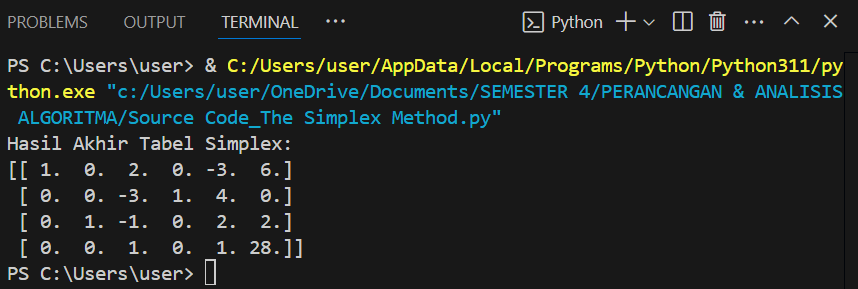 PROBLEMS OUTPUT TERMINAL ··· Python
PS C:\Users\user> & C:/Users/user/AppData/Local/Programs/Python/Python311/py
thon.exe "c:/Users/user/OneDrive/Documents/SEMESTER 4/PERANCANGAN & ANALISIS
 ALGORITMA/Source Code_The Simplex Method.py"
Hasil Akhir Tabel Simplex:
[[ 1.  0.  2.  0. -3.  6.]
 [ 0.  0. -3.  1.  4.  0.]
 [ 0.  1. -1.  0.  2.  2.]
 [ 0.  0.  1.  0.  1. 28.]]
PS C:\Users\user>